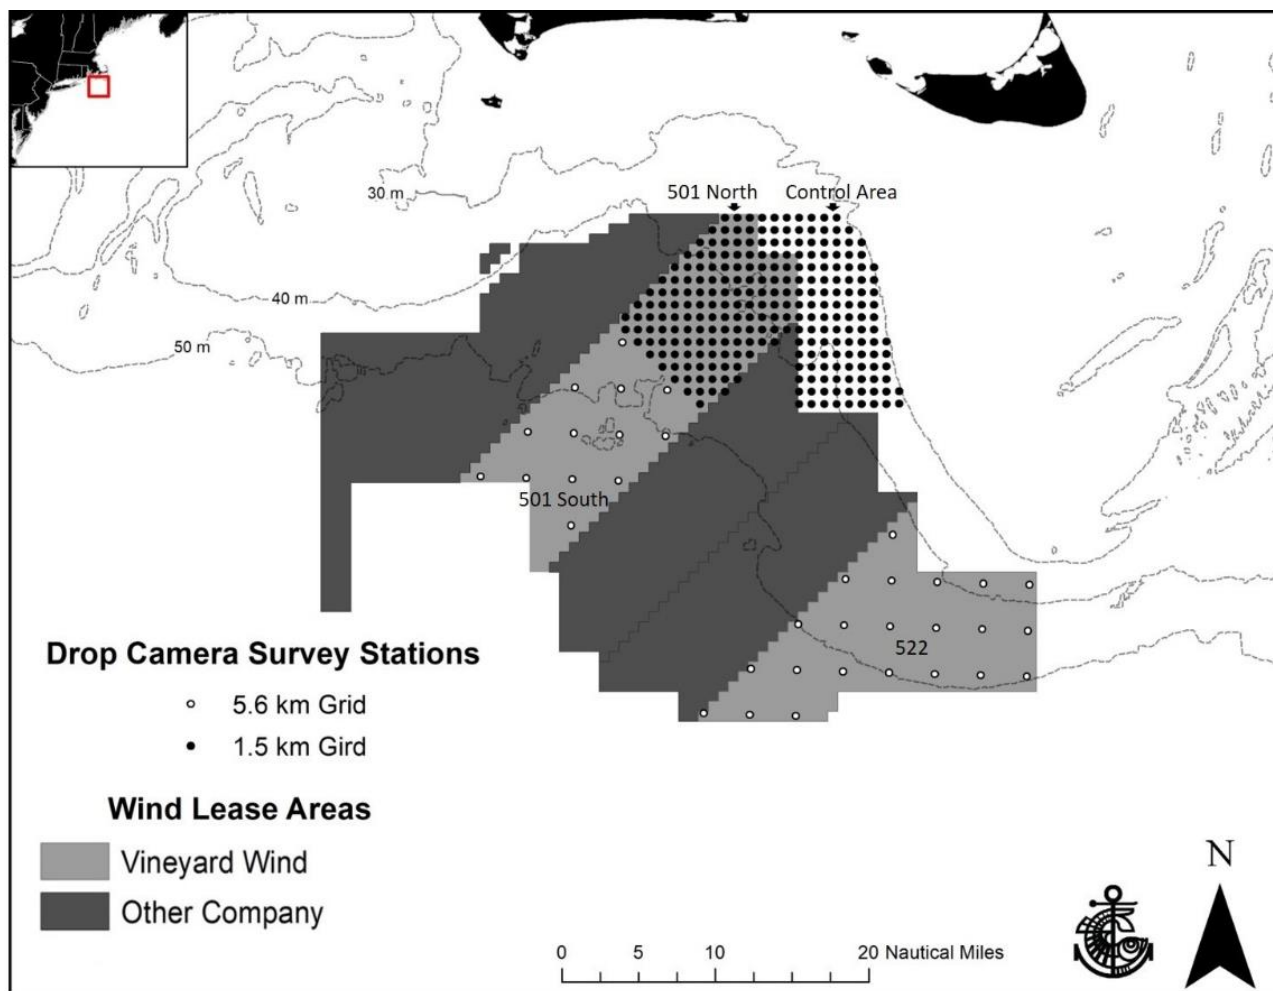 501 North Control Area
30 m
40 m
50 m
501 South
522
Drop Camera Survey Stations
5.6 km Grid
1.5 km Gird
Wind Lease Areas
Vineyard Wind
Other Company
N
0 5 10 20 Nautical Miles